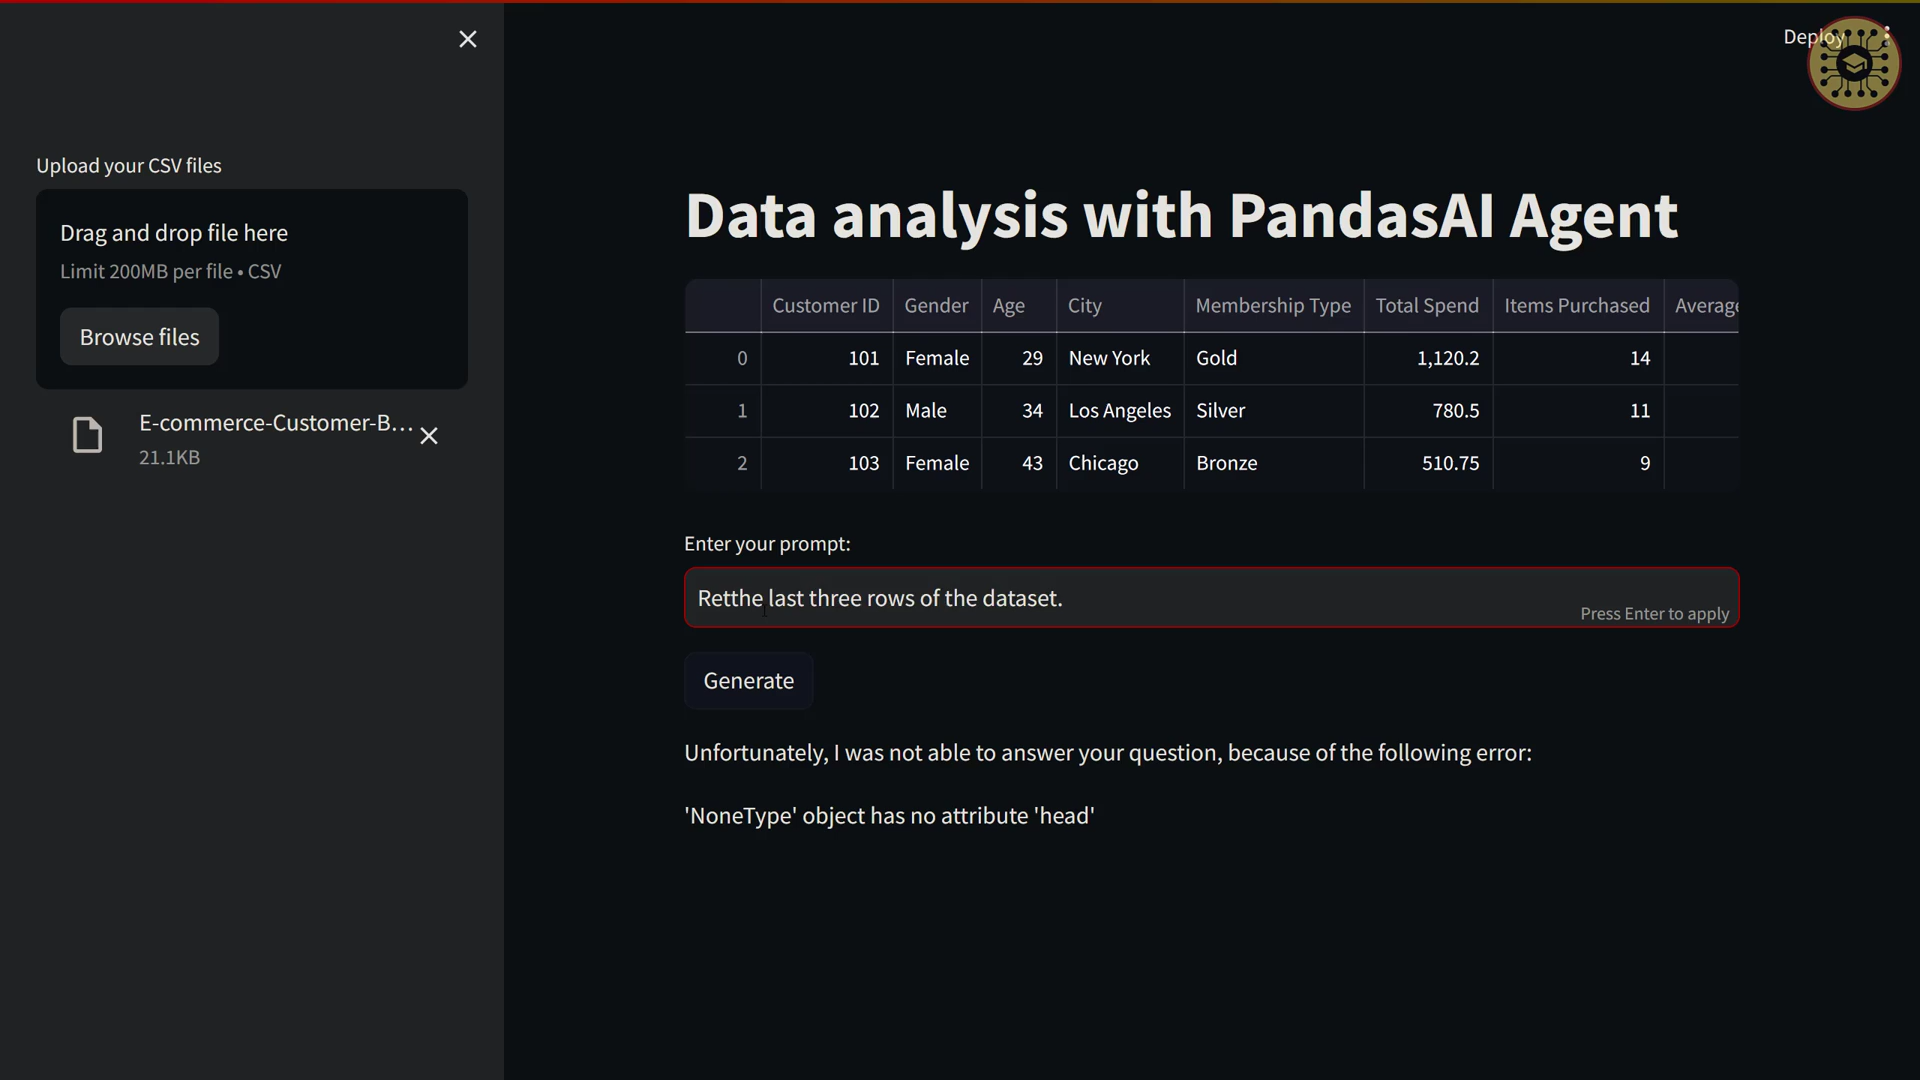 Deploy
Upload your CSV files
Drag and drop file here
Limit 200MB per file • CSV
Browse files
E-commerce-Customer-B...
21.1KB
Data analysis with PandasAI Agent
Customer ID Gender Age City Membership Type Total Spend Items Purchased Average
0 101 Female 29 New York Gold 1,120.2 14
1 102 Male 34 Los Angeles Silver 780.5 11
2 103 Female 43 Chicago Bronze 510.75 9
Enter your prompt:
Retthe last three rows of the dataset.
Press Enter to apply
Generate
Unfortunately, I was not able to answer your question, because of the following error:
'NoneType' object has no attribute 'head'